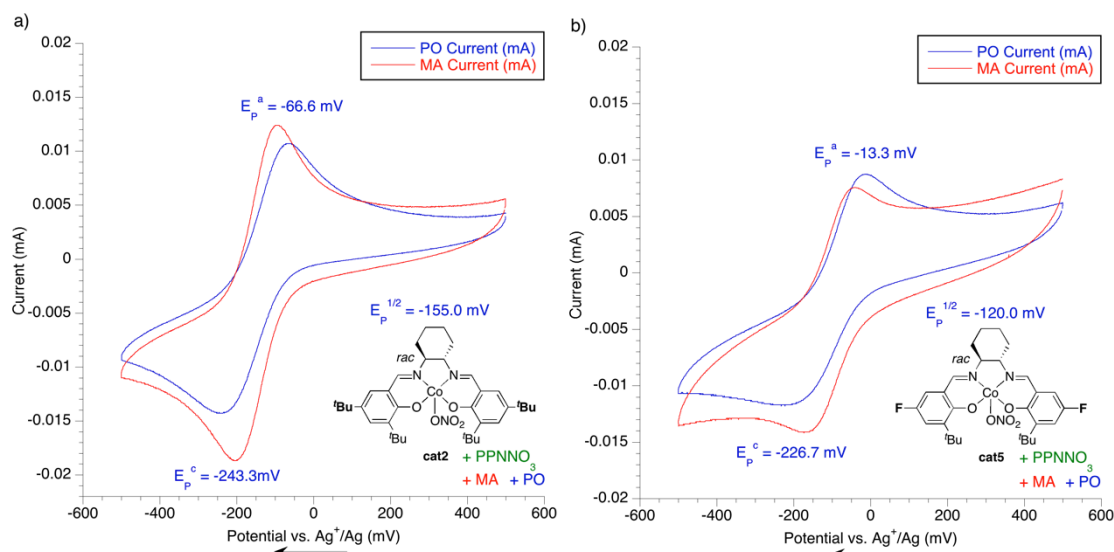 a)
PO Current (mA)
MA Current (mA)
0.02
0.015
0.01
0.005
0
-0.005
-0.01
-0.015
-0.02
Current (mA)
E_P^a = -66.6 mV
E_P^1/2 = -155.0 mV
E_P^c = -243.3mV
rac
N N
Co
O O
ONO2
tBu tBu
tBu tBu
cat2 + PPNNO3
+ MA + PO
-600 -400 -200 0 200 400 600
Potential vs. Ag+/Ag (mV)
b)
PO Current (mA)
MA Current (mA)
0.02
0.015
0.01
0.005
0
-0.005
-0.01
-0.015
-0.02
Current (mA)
E_P^a = -13.3 mV
E_P^1/2 = -120.0 mV
E_P^c = -226.7 mV
rac
N N
Co
O O
ONO2
F F
tBu tBu
cat5 + PPNNO3
+ MA + PO
-600 -400 -200 0 200 400 600
Potential vs. Ag+/Ag (mV)